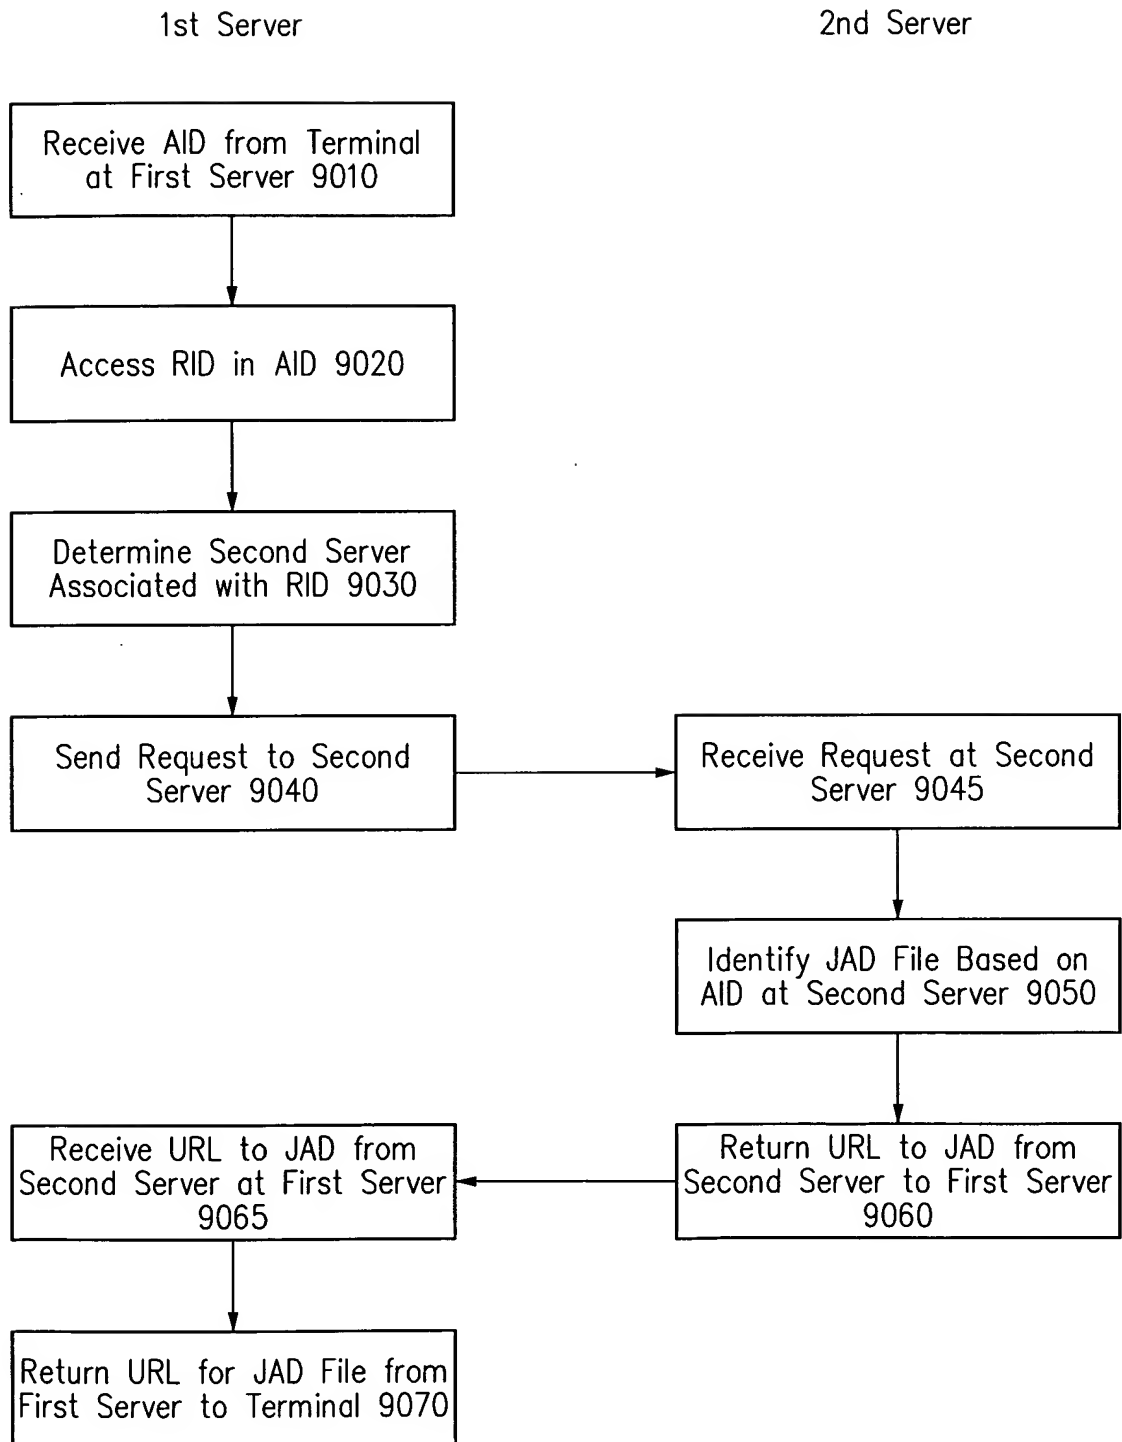 1st Server
2nd Server
Receive AID from Terminal
at First Server 9010
Access RID in AID 9020
Determine Second Server
Associated with RID 9030
Send Request to Second
Server 9040
Receive Request at Second
Server 9045
Identify JAD File Based on
AID at Second Server 9050
Return URL to JAD from
Second Server to First Server
9060
Receive URL to JAD from
Second Server at First Server
9065
Return URL for JAD File from
First Server to Terminal 9070